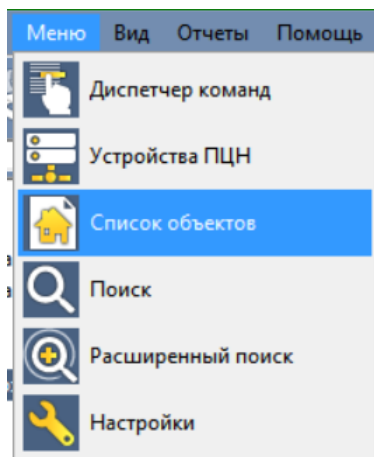 Меню Вид Отчеты Помощь
Диспетчер команд
Устройства ПЦН
Список объектов
Поиск
Расширенный поиск
Настройки